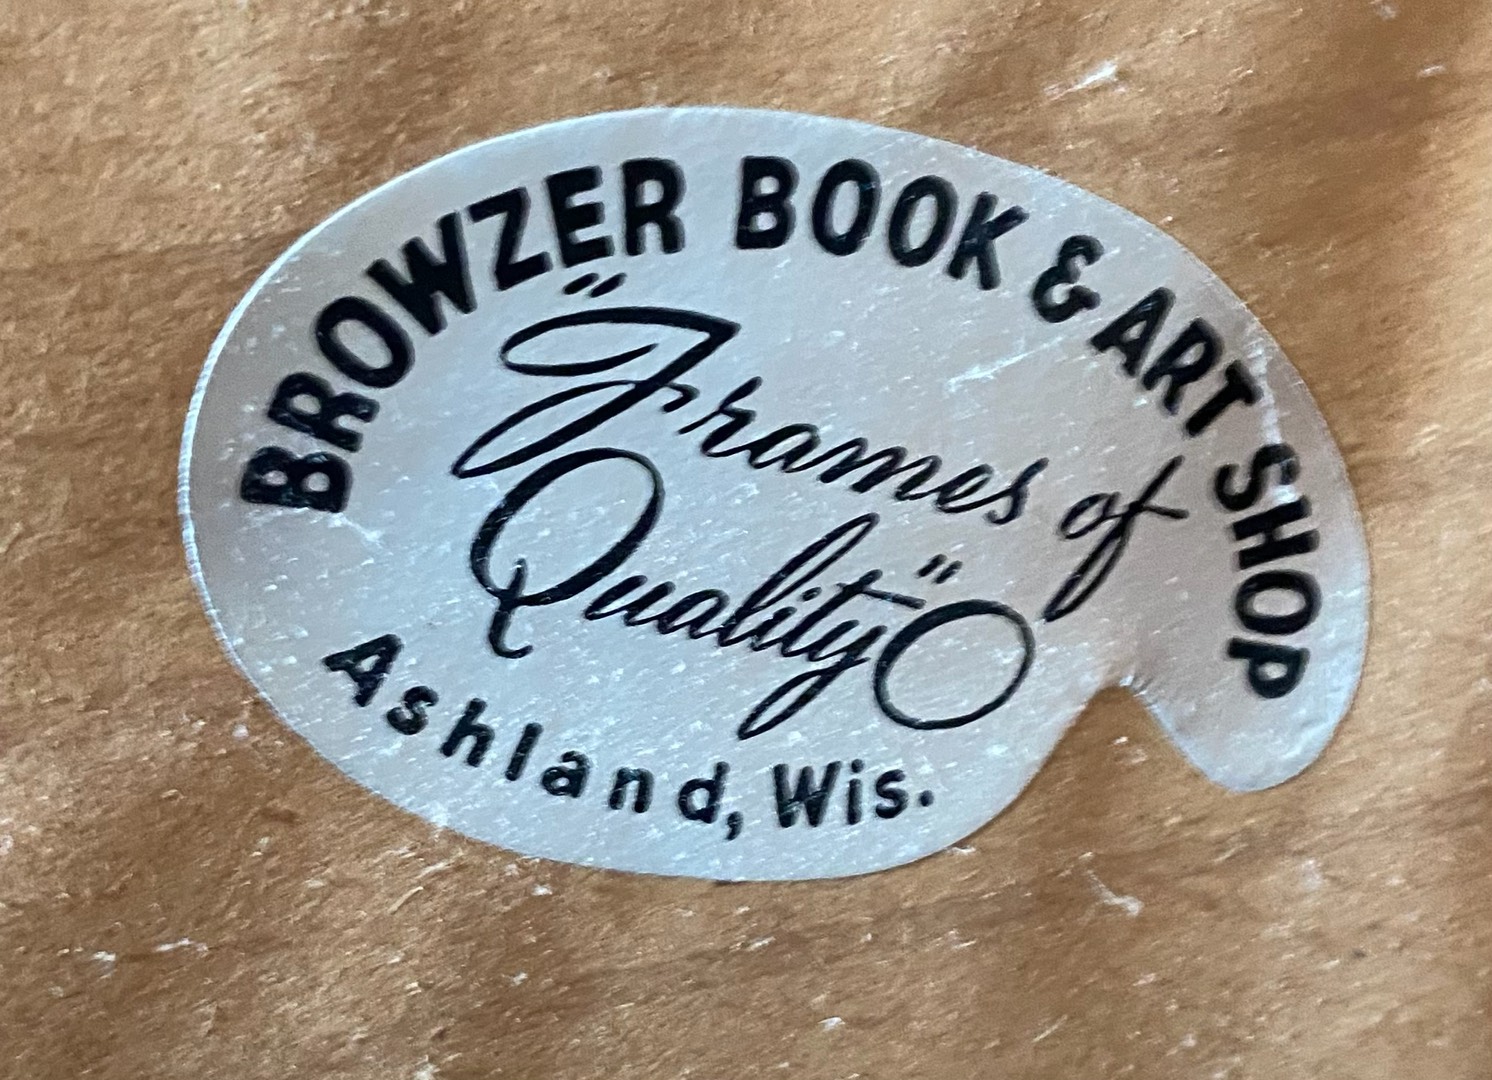 BROWZER BOOK & ART SHOP
"Frames of
Quality"
Ashland, Wis.